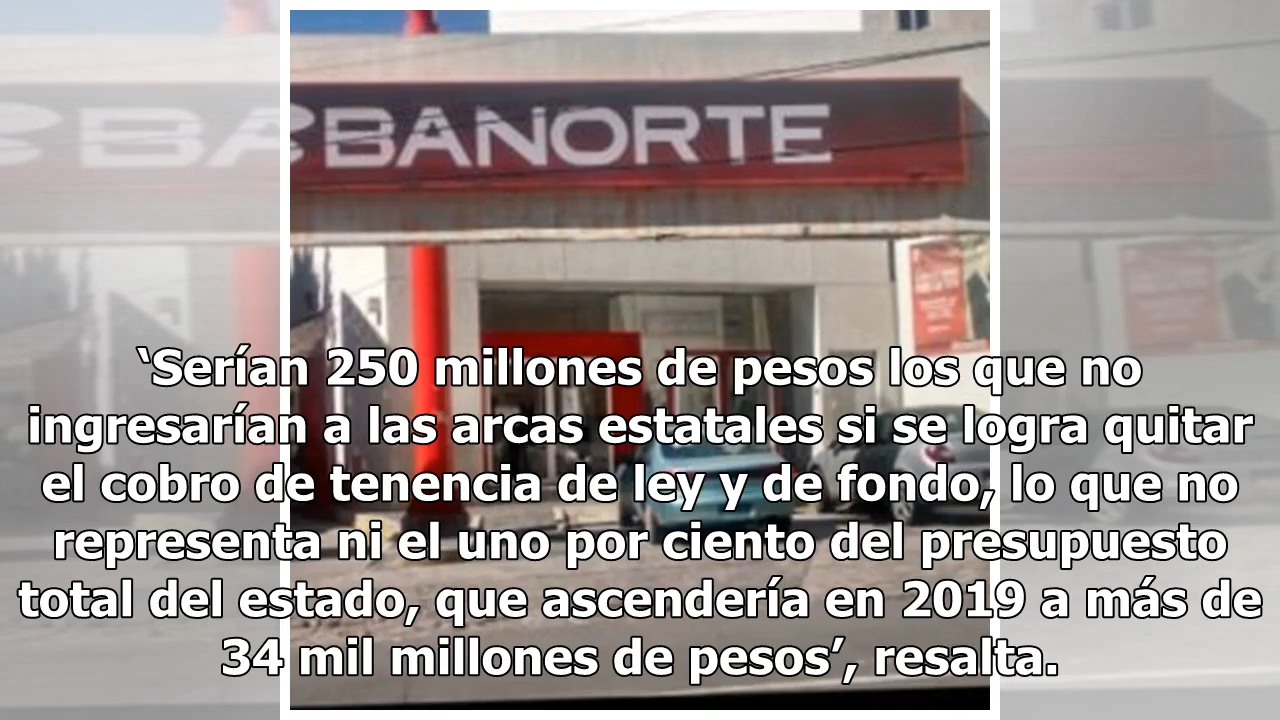 BANORTE
‘Serían 250 millones de pesos los que no
ingresarían a las arcas estatales si se logra quitar
el cobro de tenencia de ley y de fondo, lo que no
representa ni el uno por ciento del presupuesto
total del estado, que ascendería en 2019 a más de
34 mil millones de pesos’, resalta.